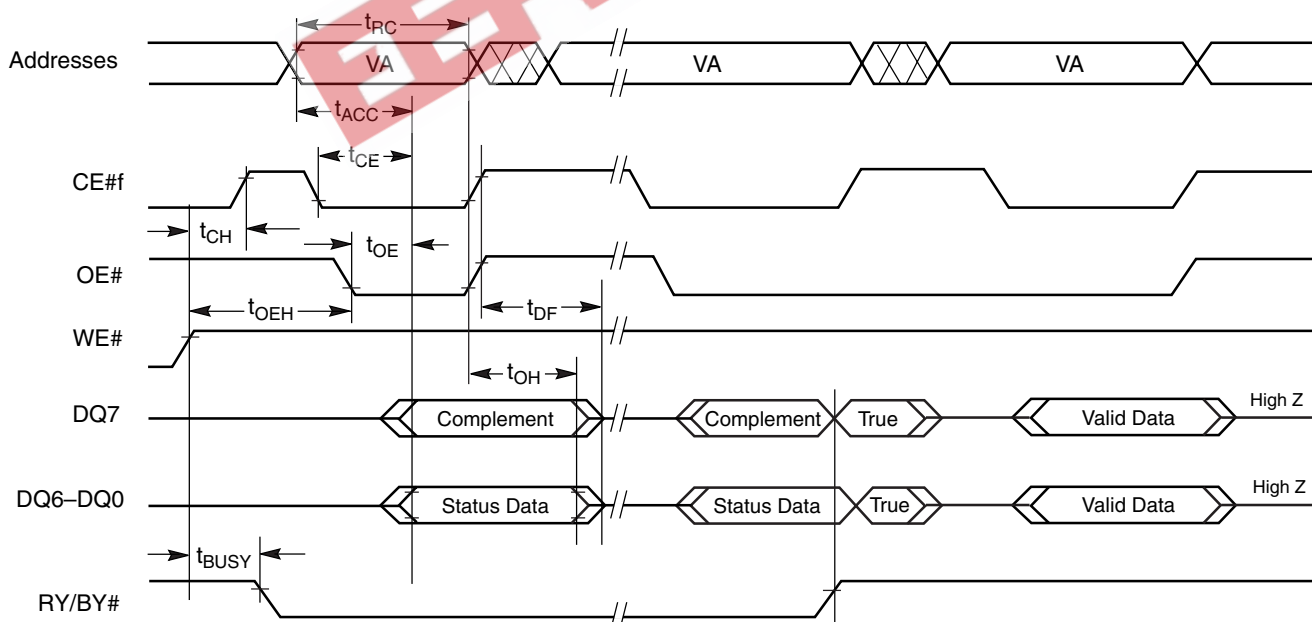 tRC
Addresses VA VA VA
tACC
tCE
CE#f
tCH
tOE
OE#
tOEH
tDF
WE#
tOH
DQ7 Complement Complement True Valid Data High Z
DQ6–DQ0 Status Data Status Data True Valid Data High Z
tBUSY
RY/BY#